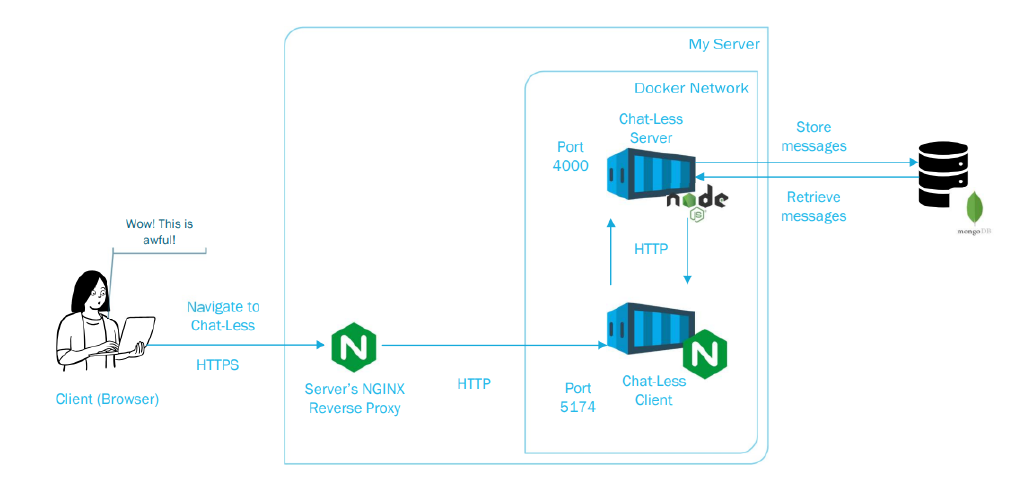 My Server
Docker Network
Chat-Less
Server
Port
4000
Store
messages
node
JS
Retrieve
messages
mongoDB
Wow! This is
awful!
HTTP
Navigate to
Chat-Less
HTTPS
N
N
HTTP
Client (Browser)
Server's NGINX
Reverse Proxy
Port
5174
Chat-Less
Client